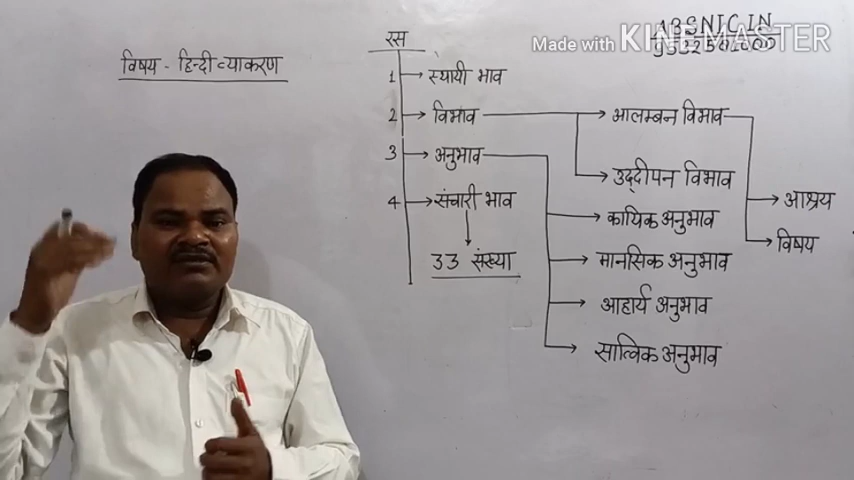 विषय - हिन्दी व्याकरण
Made with KINEMASTER
रस
1 स्थायी भाव
2 विभाव
आलम्बन विभाव
उद्दीपन विभाव
आश्रय
विषय
3 अनुभाव
कायिक अनुभाव
मानसिक अनुभाव
आहार्य अनुभाव
सात्विक अनुभाव
4 संचारी भाव
33 संख्या